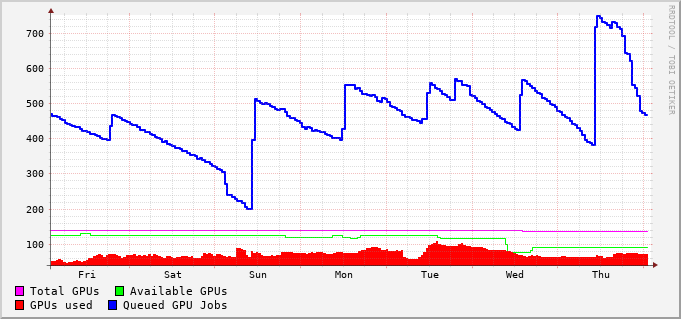 700
600
500
400
300
200
100
Fri Sat Sun Mon Tue Wed Thu
Total GPUs Available GPUs
GPUs used Queued GPU Jobs
RRDTOOL / TOBI OETIKER